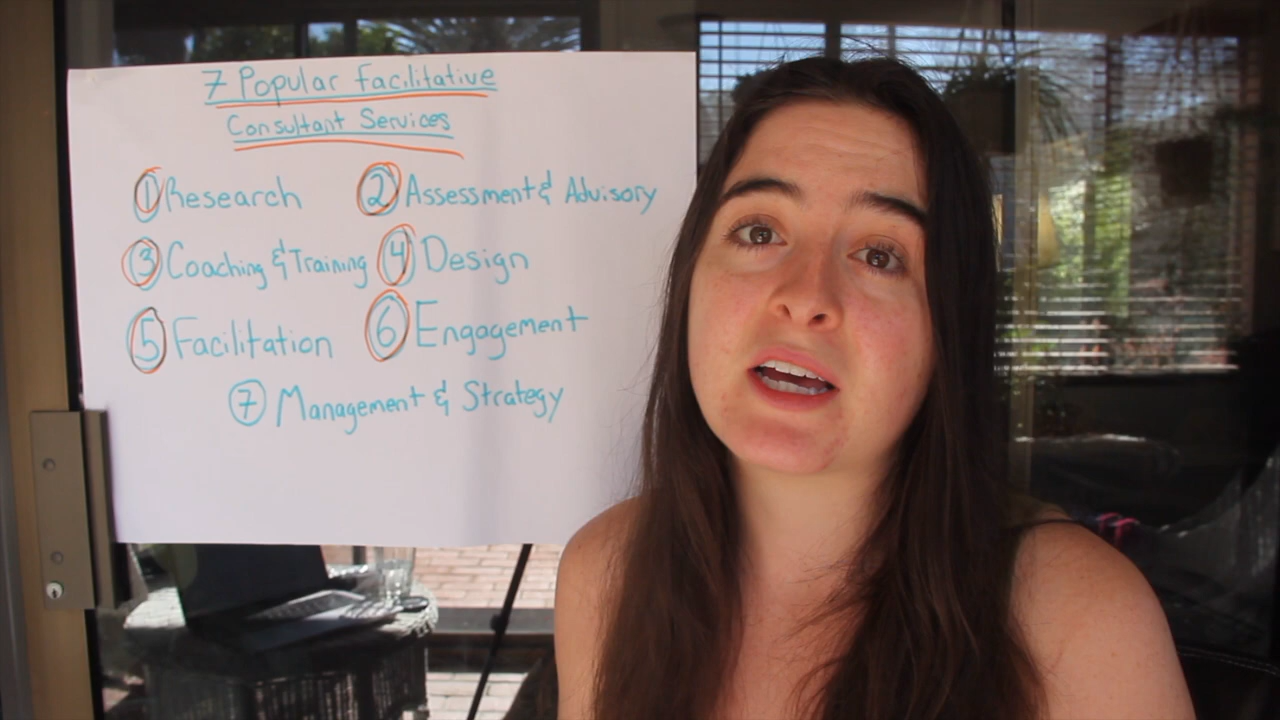 7 Popular Facilitative
Consultant Services
1 Research 2 Assessment & Advisory
3 Coaching & Training 4 Design
5 Facilitation 6 Engagement
7 Management & Strategy